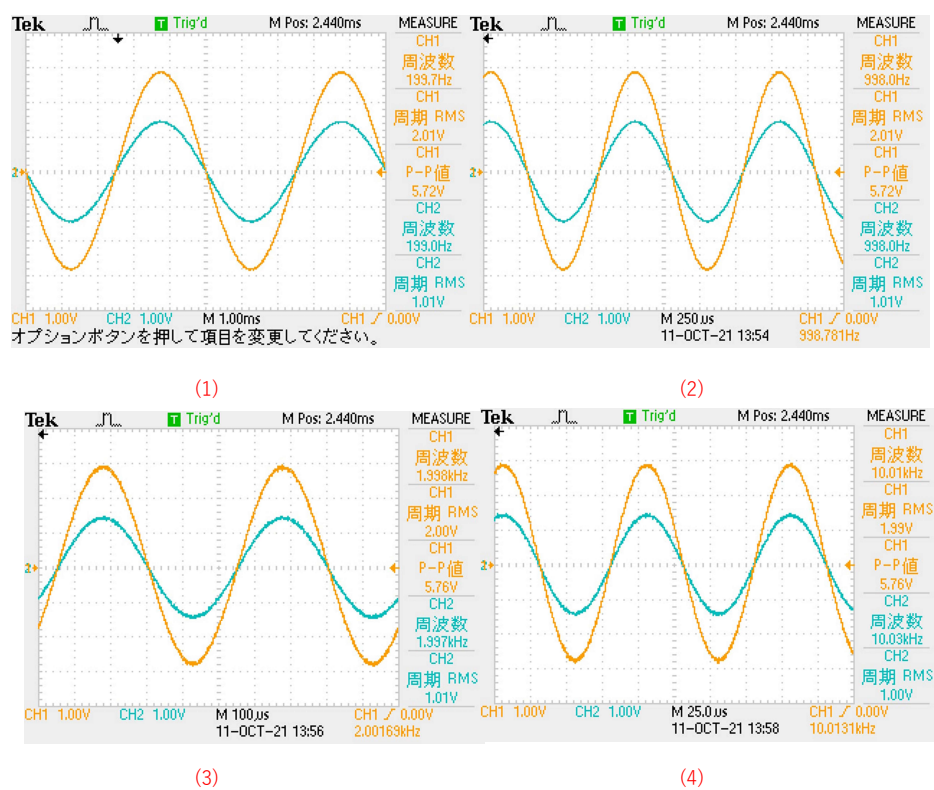 Tek Trig'd M Pos: 2.440ms MEASURE
CH1
周波数
199.7Hz
CH1
周期 RMS
2.01V
CH1
P-P値
5.72V
CH2
周波数
199.0Hz
CH2
周期 RMS
1.01V
2
CH1 1.00V CH2 1.00V M 1.00ms CH1 0.00V
オプションボタンを押して項目を変更してください。
(1)
Tek Trig'd M Pos: 2.440ms MEASURE
CH1
周波数
998.0Hz
CH1
周期 RMS
2.01V
CH1
P-P値
5.72V
CH2
周波数
998.0Hz
CH2
周期 RMS
1.01V
2
CH1 1.00V CH2 1.00V M 250us CH1 0.00V
11-OCT-21 13:54 998.781Hz
(2)
Tek Trig'd M Pos: 2.440ms MEASURE
CH1
周波数
1.998kHz
CH1
周期 RMS
2.00V
CH1
P-P値
5.76V
CH2
周波数
1.997kHz
CH2
周期 RMS
1.01V
2
CH1 1.00V CH2 1.00V M 100us CH1 0.00V
11-OCT-21 13:56 2.00169kHz
(3)
Tek Trig'd M Pos: 2.440ms MEASURE
CH1
周波数
10.01kHz
CH1
周期 RMS
1.99V
CH1
P-P値
5.76V
CH2
周波数
10.03kHz
CH2
周期 RMS
1.00V
2
CH1 1.00V CH2 1.00V M 25.0us CH1 0.00V
11-OCT-21 13:58 10.0131kHz
(4)